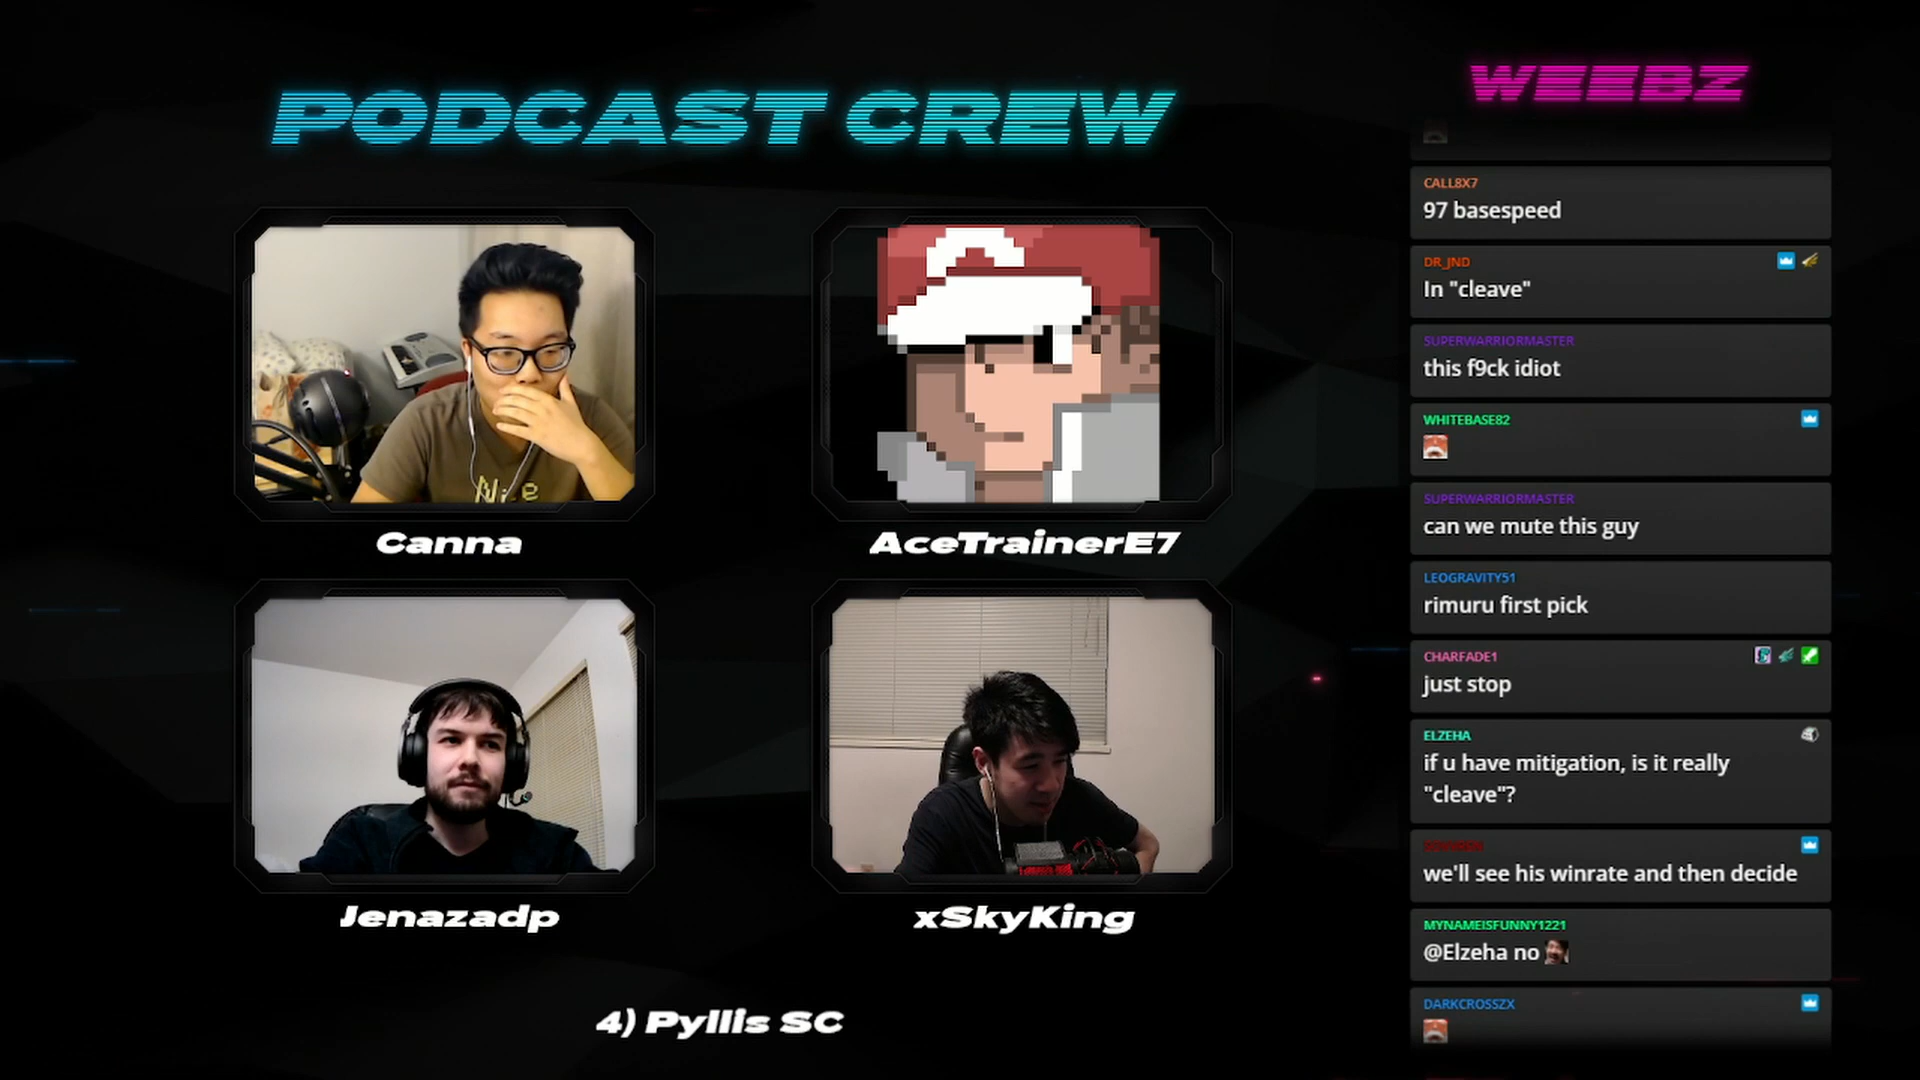 PODCAST CREW
Canna
AceTrainerE7
Nice
Jenazadp
xSkyKing
4) Pyllis SC
WEEBZ
CALL8X7
97 basespeed
DR_JND
In "cleave"
SUPERWARRIORMASTER
this f9ck idiot
WHITEBASE82
SUPERWARRIORMASTER
can we mute this guy
LEOGRAVITY51
rimuru first pick
CHARFADE1
just stop
ELZEHA
if u have mitigation, is it really
"cleave"?
we'll see his winrate and then decide
MYNAMEISFUNNY1221
@Elzeha no
DARKCROSSZX